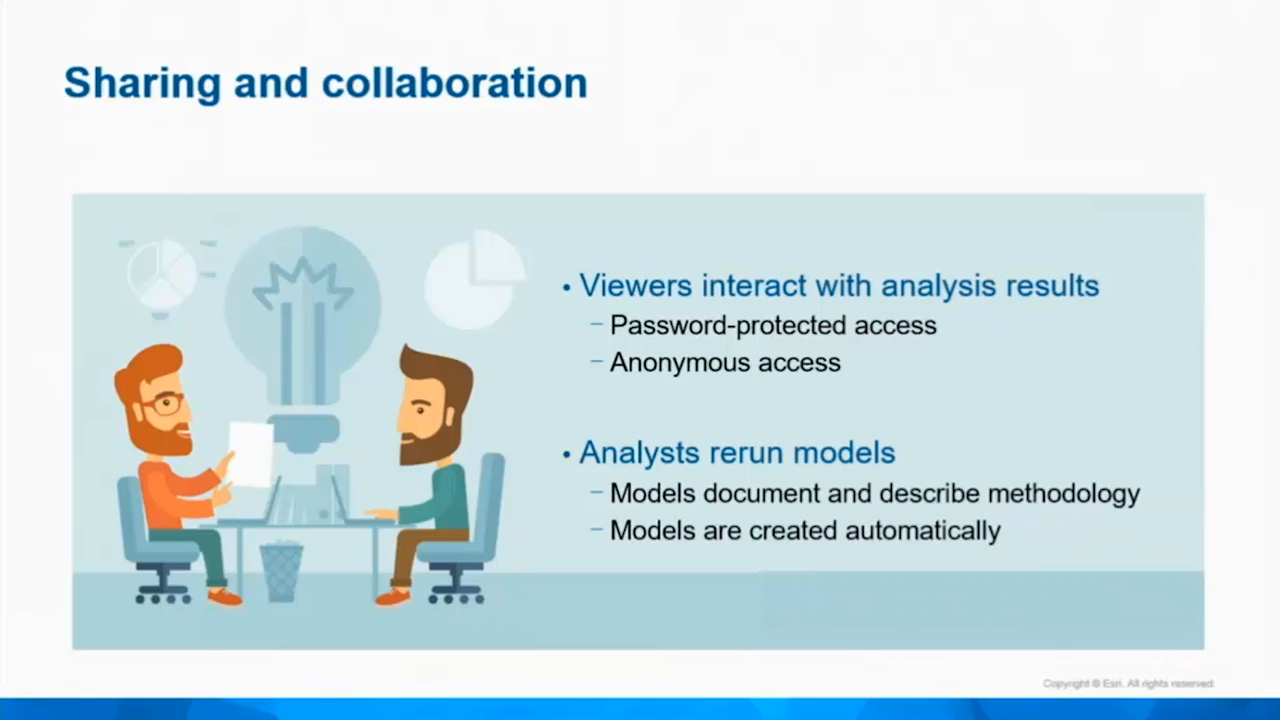 Sharing and collaboration
• Viewers interact with analysis results
– Password-protected access
– Anonymous access
• Analysts rerun models
– Models document and describe methodology
– Models are created automatically
Copyright © Esri. All rights reserved.